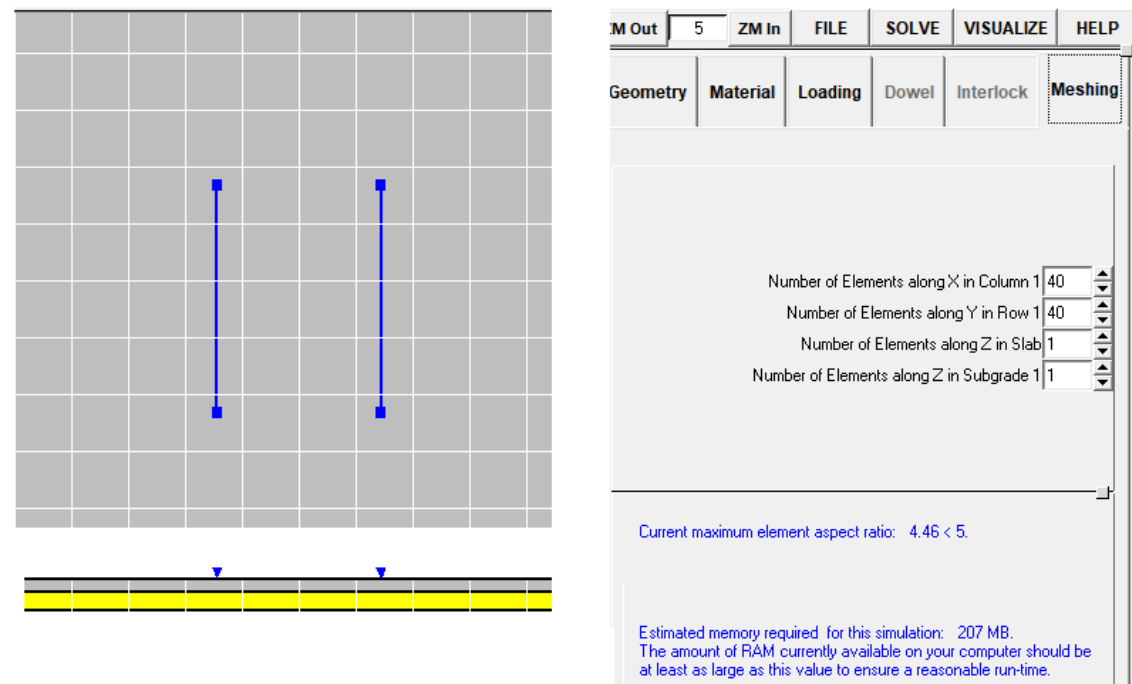 ZM Out 5 ZM In FILE SOLVE VISUALIZE HELP
Geometry Material Loading Dowel Interlock Meshing
Number of Elements along X in Column 1 40
Number of Elements along Y in Row 1 40
Number of Elements along Z in Slab 1
Number of Elements along Z in Subgrade 1 1
Current maximum element aspect ratio: 4.46 < 5.
Estimated memory required for this simulation: 207 MB.
The amount of RAM currently available on your computer should be
at least as large as this value to ensure a reasonable run-time.